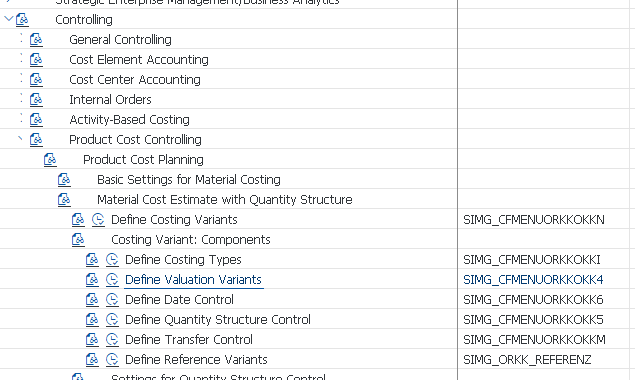 Strategic Enterprise Management/Business Analytics
Controlling
General Controlling
Cost Element Accounting
Cost Center Accounting
Internal Orders
Activity-Based Costing
Product Cost Controlling
Product Cost Planning
Basic Settings for Material Costing
Material Cost Estimate with Quantity Structure
Define Costing Variants SIMG_CFMENUORKKOKKN
Costing Variant: Components
Define Costing Types SIMG_CFMENUORKKOKKI
Define Valuation Variants SIMG_CFMENUORKKOKK4
Define Date Control SIMG_CFMENUORKKOKK6
Define Quantity Structure Control SIMG_CFMENUORKKOKK5
Define Transfer Control SIMG_CFMENUORKKOKKM
Define Reference Variants SIMG_ORKK_REFERENZ
Settings for Quantity Structure Control